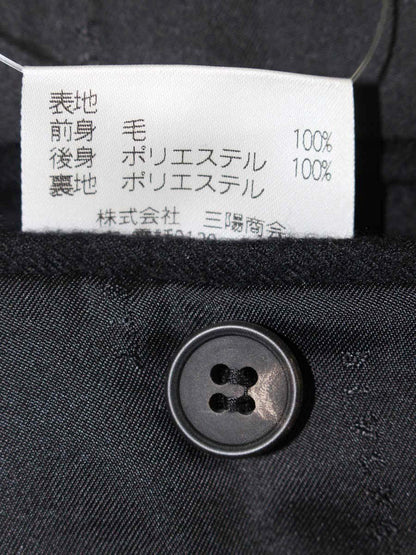 表地
前身 毛 100%
後身 ポリエステル 100%
裏地 ポリエステル
株式会社 三陽商会